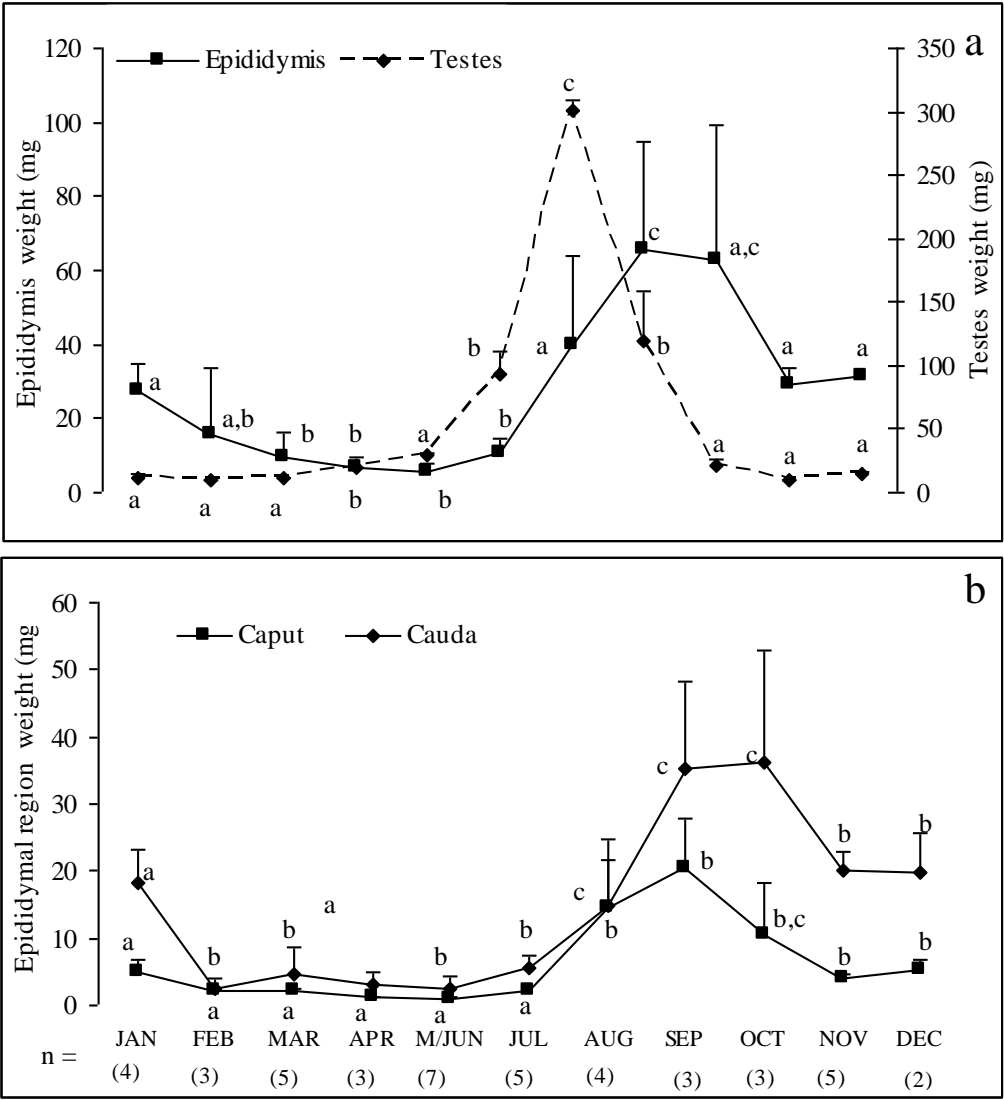 a
120
100
80
60
40
20
0
Epididymis weight (mg
Epididymis
Testes
350
300
250
200
150
100
50
0
Testes weight (mg)
c
c
a,c
b
a
b
a
a
a
a,b
b
b
a
b
a
a
a
a
a
a
b
b
b
60
50
40
30
20
10
0
Epididymal region weight (mg
Caput
Cauda
c
c
b
b
b
a
c
a
b,c
a
b
b
b
b
b
b
b
a
a
a
a
a
JAN FEB MAR APR M/JUN JUL AUG SEP OCT NOV DEC
n = (4) (3) (5) (3) (7) (5) (4) (3) (3) (5) (2)